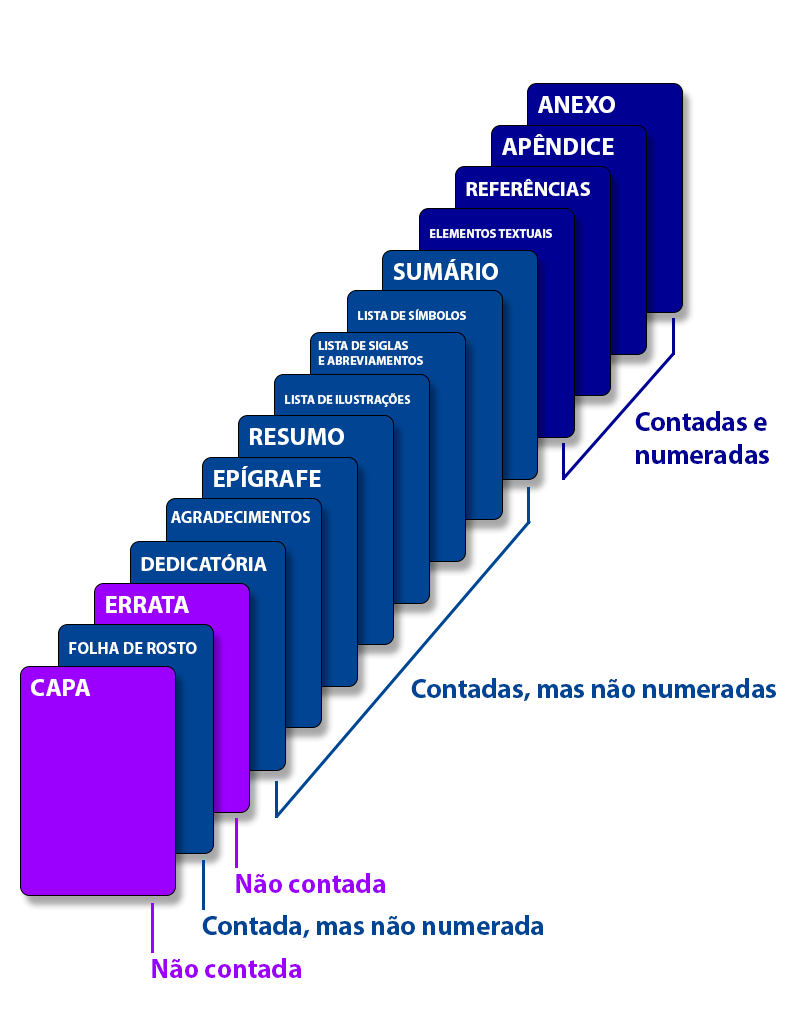 ANEXO
APÊNDICE
REFERÊNCIAS
ELEMENTOS TEXTUAIS
SUMÁRIO
LISTA DE SÍMBOLOS
LISTA DE SIGLAS
E ABREVIAMENTOS
LISTA DE ILUSTRAÇÕES
RESUMO
EPÍGRAFE
AGRADECIMENTOS
DEDICATÓRIA
ERRATA
FOLHA DE ROSTO
CAPA
Contadas e
numeradas
Contadas, mas não numeradas
Não contada
Contada, mas não numerada
Não contada